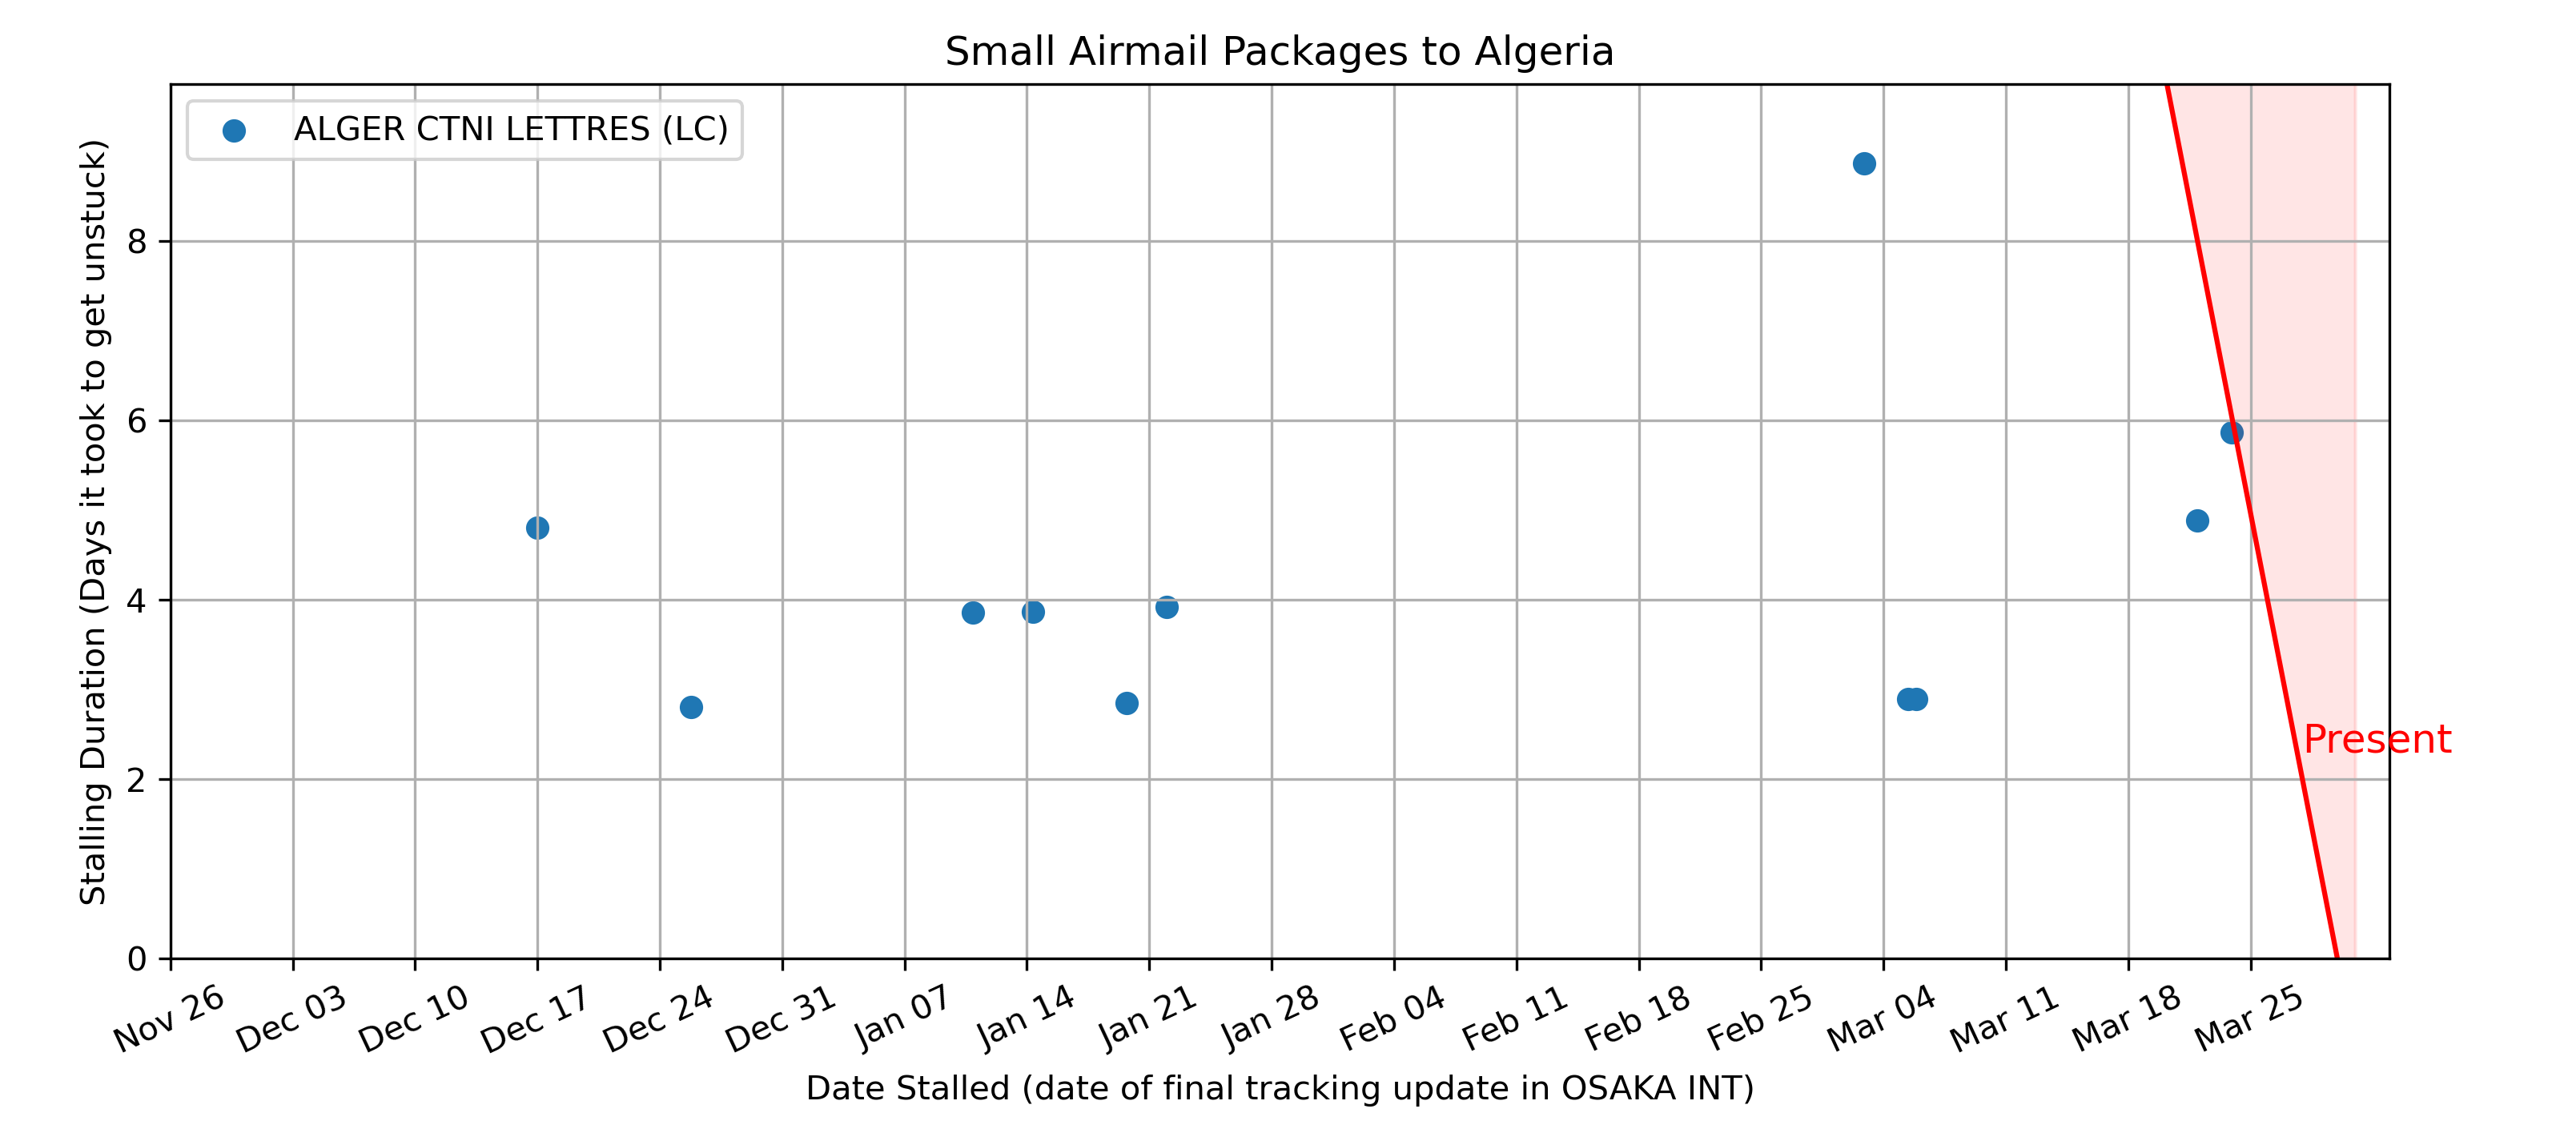 Small Airmail Packages to Algeria
ALGER CTNI LETTRES (LC)
Stalling Duration (Days it took to get unstuck)
8
6
4
2
0
Present
Nov 26
Dec 03
Dec 10
Dec 17
Dec 24
Dec 31
Jan 07
Jan 14
Jan 21
Jan 28
Feb 04
Feb 11
Feb 18
Feb 25
Mar 04
Mar 11
Mar 18
Mar 25
Date Stalled (date of final tracking update in OSAKA INT)